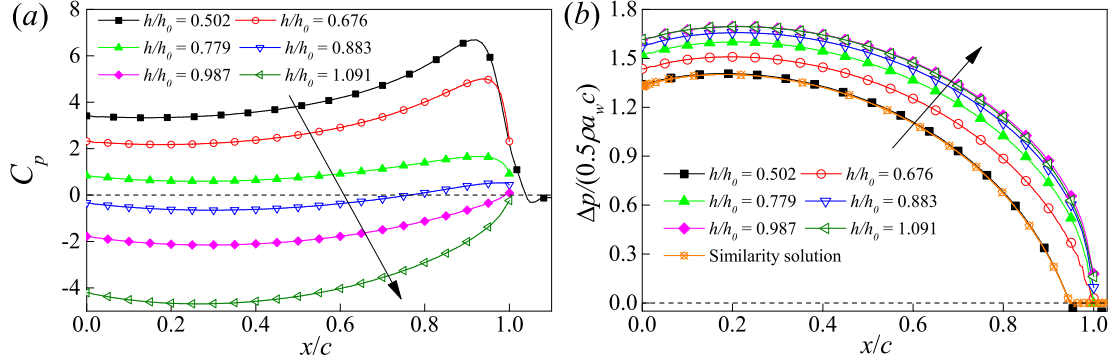 (a)
8
6
4
2
0
-2
-4
C_p
h/h_0 = 0.502
h/h_0 = 0.676
h/h_0 = 0.779
h/h_0 = 0.883
h/h_0 = 0.987
h/h_0 = 1.091
0.0 0.2 0.4 0.6 0.8 1.0
x/c
(b)
1.8
1.5
1.2
0.9
0.6
0.3
0.0
Δp/(0.5ρa_w c)
h/h_0 = 0.502
h/h_0 = 0.676
h/h_0 = 0.779
h/h_0 = 0.883
h/h_0 = 0.987
h/h_0 = 1.091
Similarity solution
0.0 0.2 0.4 0.6 0.8 1.0
x/c